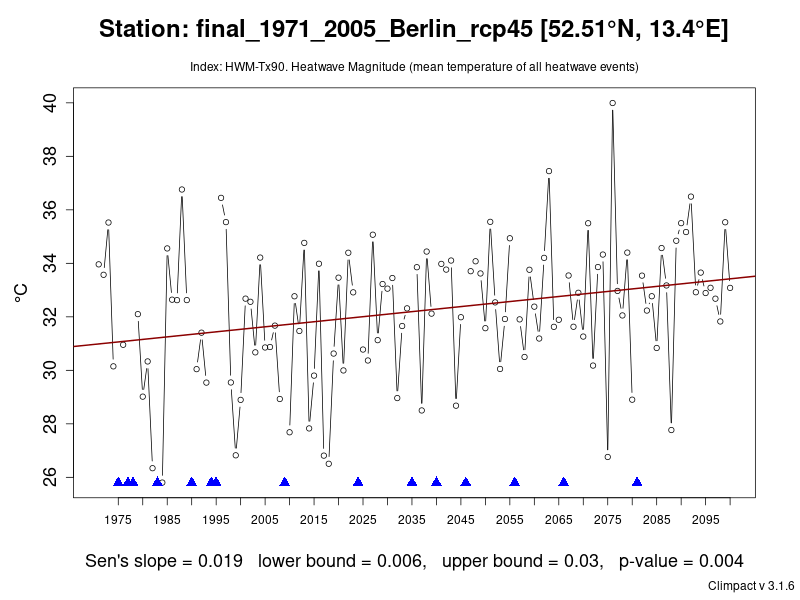 Station: final_1971_2005_Berlin_rcp45 [52.51°N, 13.4°E]
Index: HWM-Tx90. Heatwave Magnitude (mean temperature of all heatwave events)
40
38
36
34
32
30
28
26
°C
1975 1985 1995 2005 2015 2025 2035 2045 2055 2065 2075 2085 2095
Sen's slope = 0.019 lower bound = 0.006, upper bound = 0.03, p-value = 0.004
Climpact v 3.1.6